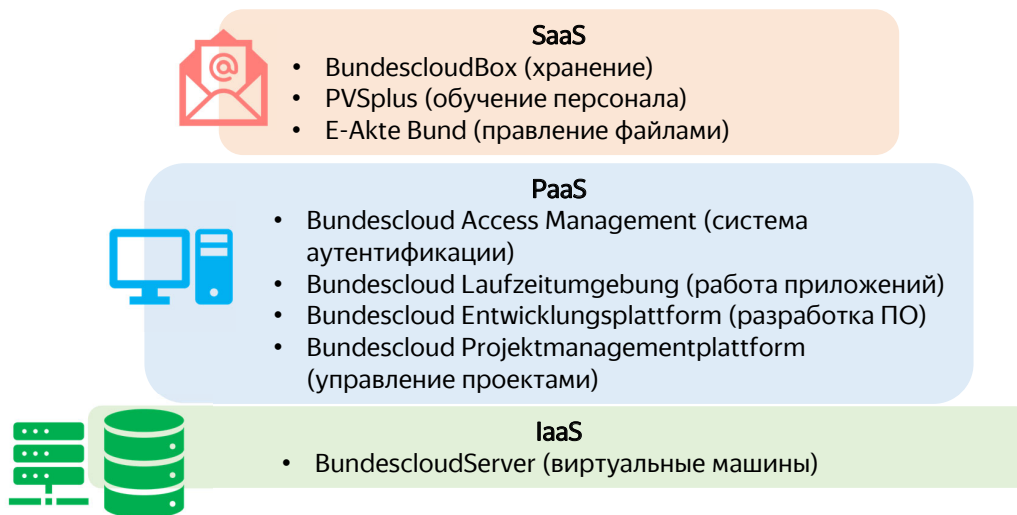 SaaS
• BundescloudBox (хранение)
• PVSplus (обучение персонала)
• E-Akte Bund (правление файлами)
PaaS
• Bundescloud Access Management (система
аутентификации)
• Bundescloud Laufzeitumgebung (работа приложений)
• Bundescloud Entwicklungsplattform (разработка ПО)
• Bundescloud Projektmanagementplattform
(управление проектами)
IaaS
• BundescloudServer (виртуальные машины)